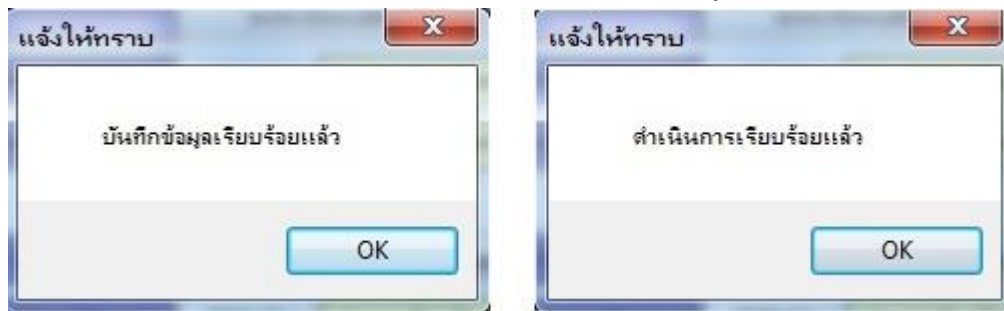 แจ้งให้ทราบ
บันทึกข้อมูลเรียบร้อยแล้ว
OK
แจ้งให้ทราบ
ดำเนินการเรียบร้อยแล้ว
OK